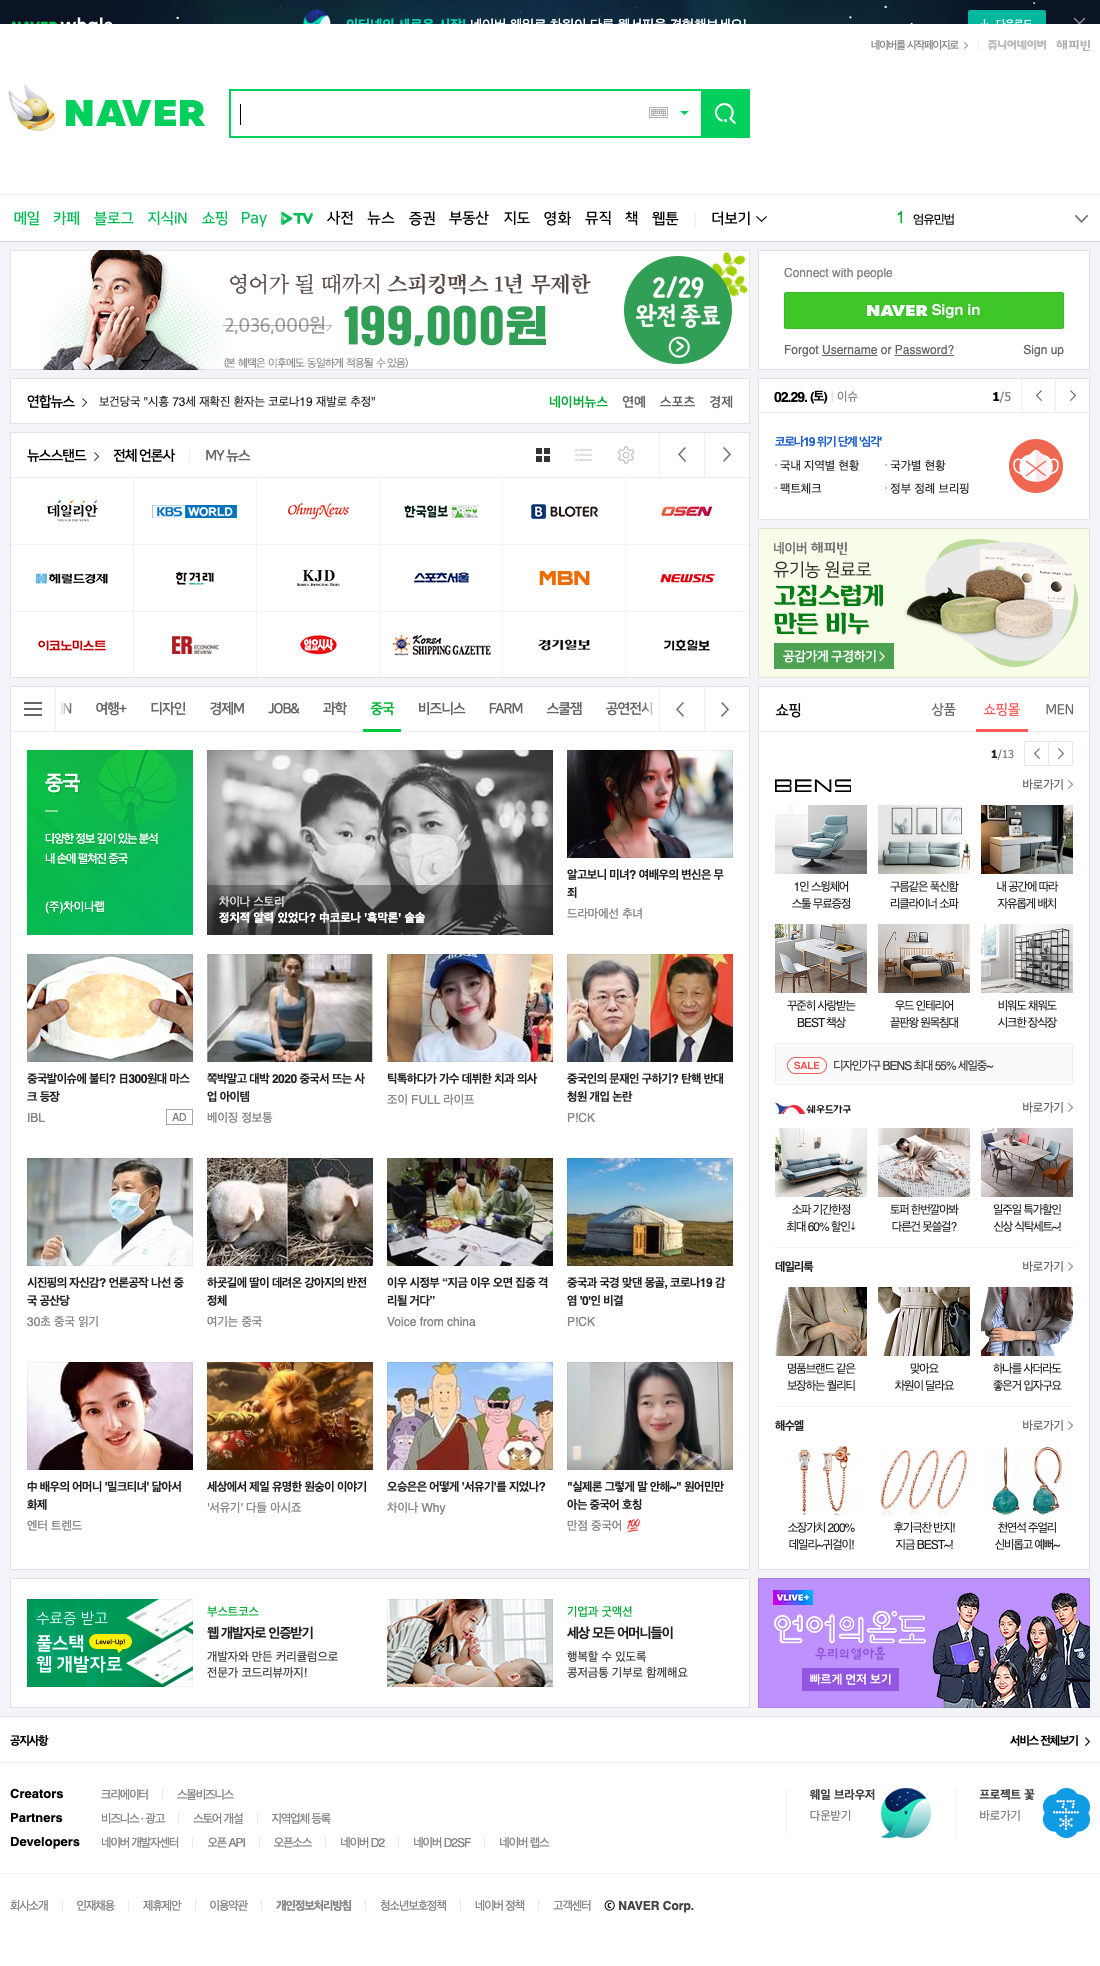 네이버를 시작페이지로
쥬니어네이버 해피빈
NAVER
메일 카페 블로그 지식iN 쇼핑 Pay TV 사전 뉴스 증권 부동산 지도 영화 뮤직 책 웹툰 더보기
1 엄유민법
영어가 될 때까지 스피킹맥스 1년 무제한
2,036,000원 199,000원
(본 혜택은 이후에도 동일하게 적용될 수 있음)
2/29
완전 종료
Connect with people
NAVER Sign in
Forgot Username or Password? Sign up
연합뉴스 보건당국 "시흥 73세 재확진 환자는 코로나19 재발로 추정"
네이버뉴스 연예 스포츠 경제
02.29. (토) 이슈 1/5
코로나19 위기 단계 '심각'
· 국내 지역별 현황 · 국가별 현황
· 팩트체크 · 정부 정례 브리핑
뉴스스탠드 전체 언론사 MY 뉴스
데일리안 KBS WORLD OhmyNews 한국일보 BLOTER OSEN
헤럴드경제 한겨레 KJD 스포츠서울 MBN NEWSIS
이코노미스트 ER ECONOMIC REVIEW 일요시사 KOREA SHIPPING GAZETTE 경기일보 기호일보
네이버 해피빈
유기농 원료로
고집스럽게
만든 비누
공감가게 구경하기
여행+ 디자인 경제M JOB& 과학 중국 비즈니스 FARM 스쿨잼 공연전시
중국
다양한 정보 깊이 있는 분석
내 손에 펼쳐진 중국
(주)차이나랩
차이나 스토리
정치적 알력 있었다? 中코로나 '흑막론' 솔솔
알고보니 미녀? 여배우의 변신은 무
죄
드라마에선 추녀
중국발이슈에 불티? 日300원대 마스
크 등장
IBL AD
쭉박말고 대박 2020 중국서 뜨는 사
업 아이템
베이징 정보통
틱톡하다가 가수 데뷔한 치과 의사
조이 FULL 라이프
중국인의 문재인 구하기? 탄핵 반대
청원 개입 논란
P!CK
시진핑의 자신감? 언론공작 나선 중
국 공산당
30초 중국 읽기
하굣길에 딸이 데려온 강아지의 반전
정체
여기는 중국
이우 시정부 “지금 이우 오면 집중 격
리될 거다”
Voice from china
중국과 국경 맞댄 몽골, 코로나19 감
염 '0'인 비결
P!CK
中 배우의 어머니 '밀크티녀' 닮아서
화제
엔터 트렌드
세상에서 제일 유명한 원숭이 이야기
'서유기' 다들 아시죠
오승은은 어떻게 '서유기'를 지었나?
차이나 Why
"실제론 그렇게 말 안해~" 원어민만
아는 중국어 호칭
만점 중국어 💯
쇼핑 상품 쇼핑몰 MEN
1/13
BENS 바로가기
1인 스윙체어
스툴 무료증정
구름같은 푹신함
리클라이너 소파
내 공간에 따라
자유롭게 배치
꾸준히 사랑받는
BEST 책상
우드 인테리어
끝판왕 원목침대
비워도 채워도
시크한 장식장
SALE 디자인가구 BENS 최대 55% 세일중~
쉐우드가구 바로가기
소파 기간한정
최대 60% 할인↓
토퍼 한번깔아봐
다른건 못쓸걸?
일주일 특가할인
신상 식탁세트~!
데일리룩 바로가기
명품브랜드 같은
보장하는 퀄리티
맞아요
차원이 달라요
하나를 사더라도
좋은거 입자구요
해수엘 바로가기
소장가치 200%
데일리~귀걸이!
후기극찬 반지!
지금 BEST~!
천연석 주얼리
신비롭고 예뻐~
수료증 받고
풀스택 Level-Up!
웹 개발자로
부스트코스
웹 개발자로 인증받기
개발자와 만든 커리큘럼으로
전문가 코드리뷰까지!
기업과 굿액션
세상 모든 어머니들이
행복할 수 있도록
콩저금통 기부로 함께해요
VLIVE+
언어의온도
우리의열아홉
빠르게 먼저 보기
공지사항 서비스 전체보기
Creators 크리에이터 스몰비즈니스
Partners 비즈니스 · 광고 스토어 개설 지역업체 등록
Developers 네이버 개발자센터 오픈 API 오픈소스 네이버 D2 네이버 D2SF 네이버 랩스
웨일 브라우저
다운받기
프로젝트 꽃
바로가기
회사소개 인재채용 제휴제안 이용약관 개인정보처리방침 청소년보호정책 네이버 정책 고객센터 ⓒ NAVER Corp.